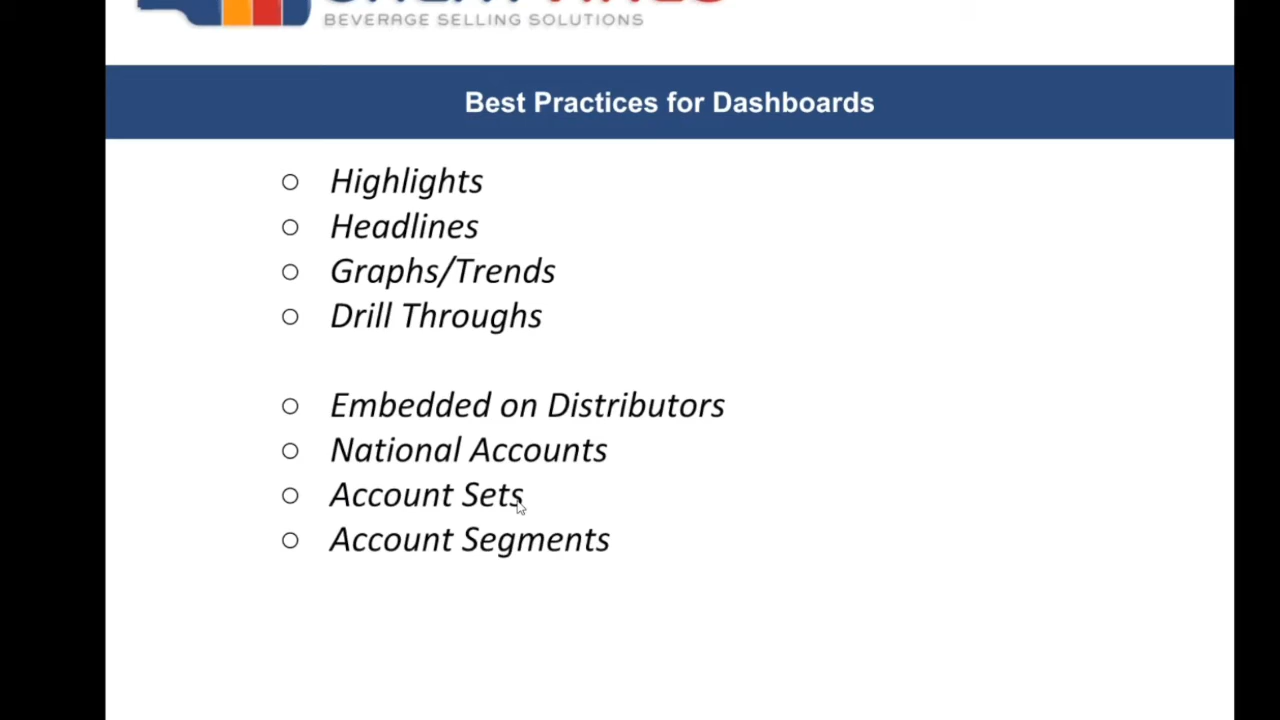 BEVERAGE SELLING SOLUTIONS
Best Practices for Dashboards
Highlights
Headlines
Graphs/Trends
Drill Throughs
Embedded on Distributors
National Accounts
Account Sets
Account Segments